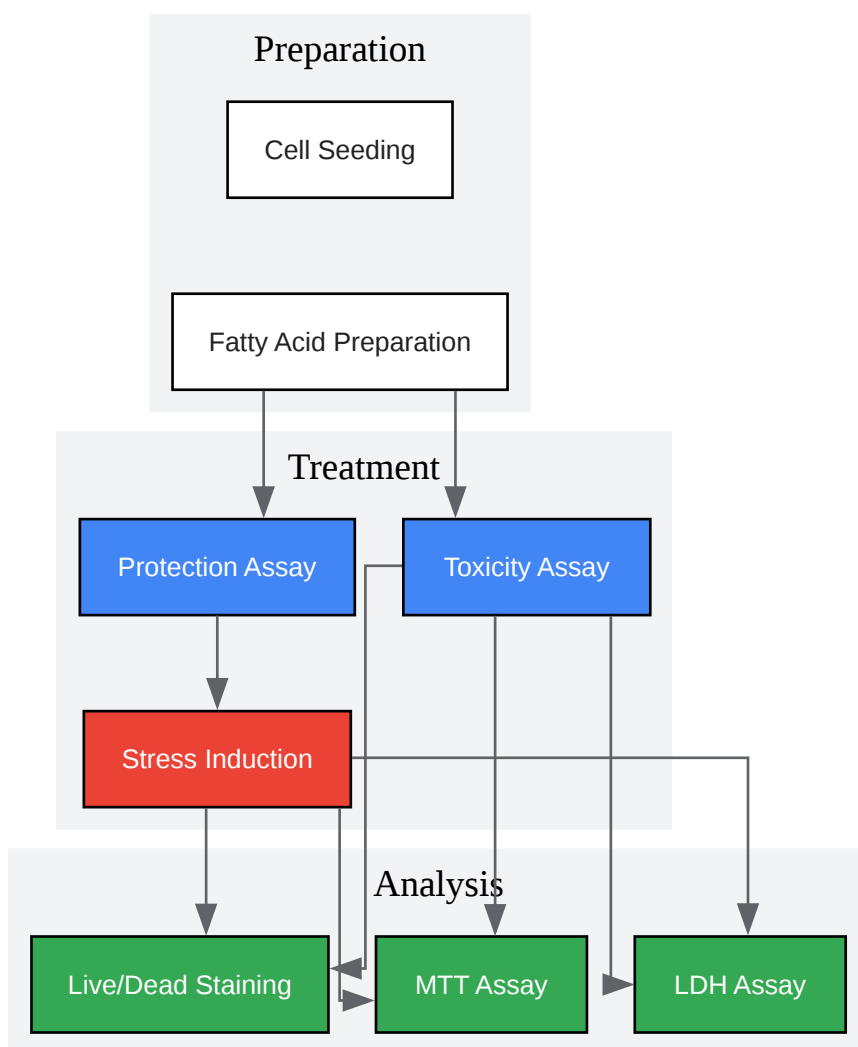 Preparation
Cell Seeding
Fatty Acid Preparation
Treatment
Protection Assay
Toxicity Assay
Stress Induction
Analysis
Live/Dead Staining
MTT Assay
LDH Assay